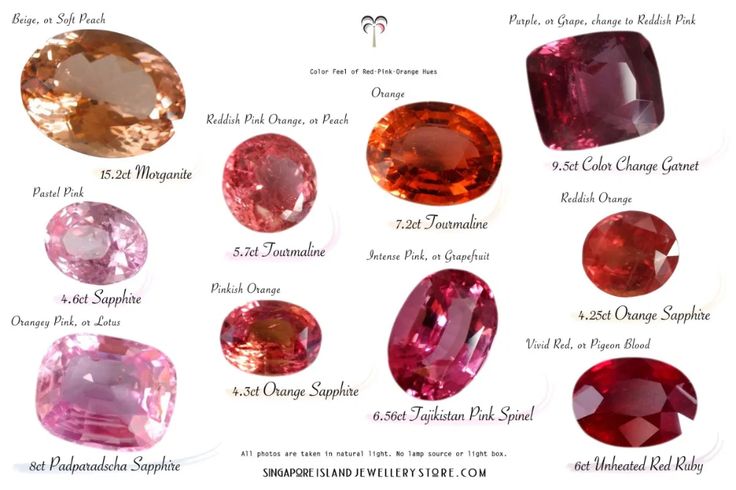 Beige, or Soft Peach
15.2ct Morganite
Pastel Pink
4.6ct Sapphire
Orangey Pink, or Lotus
8ct Padparadscha Sapphire
Color Feel of Red-Pink-Orange Hues
Reddish Pink Orange, or Peach
5.7ct Tourmaline
Pinkish Orange
4.3ct Orange Sapphire
Orange
7.2ct Tourmaline
Intense Pink, or Grapefruit
6.56ct Tajikistan Pink Spinel
Purple, or Grape, change to Reddish Pink
9.5ct Color Change Garnet
Reddish Orange
4.25ct Orange Sapphire
Vivid Red, or Pigeon Blood
6ct Unheated Red Ruby
All photos are taken in natural light. No lamp source or light box.
SINGAPOREISLANDJEWELLERYSTORE.COM